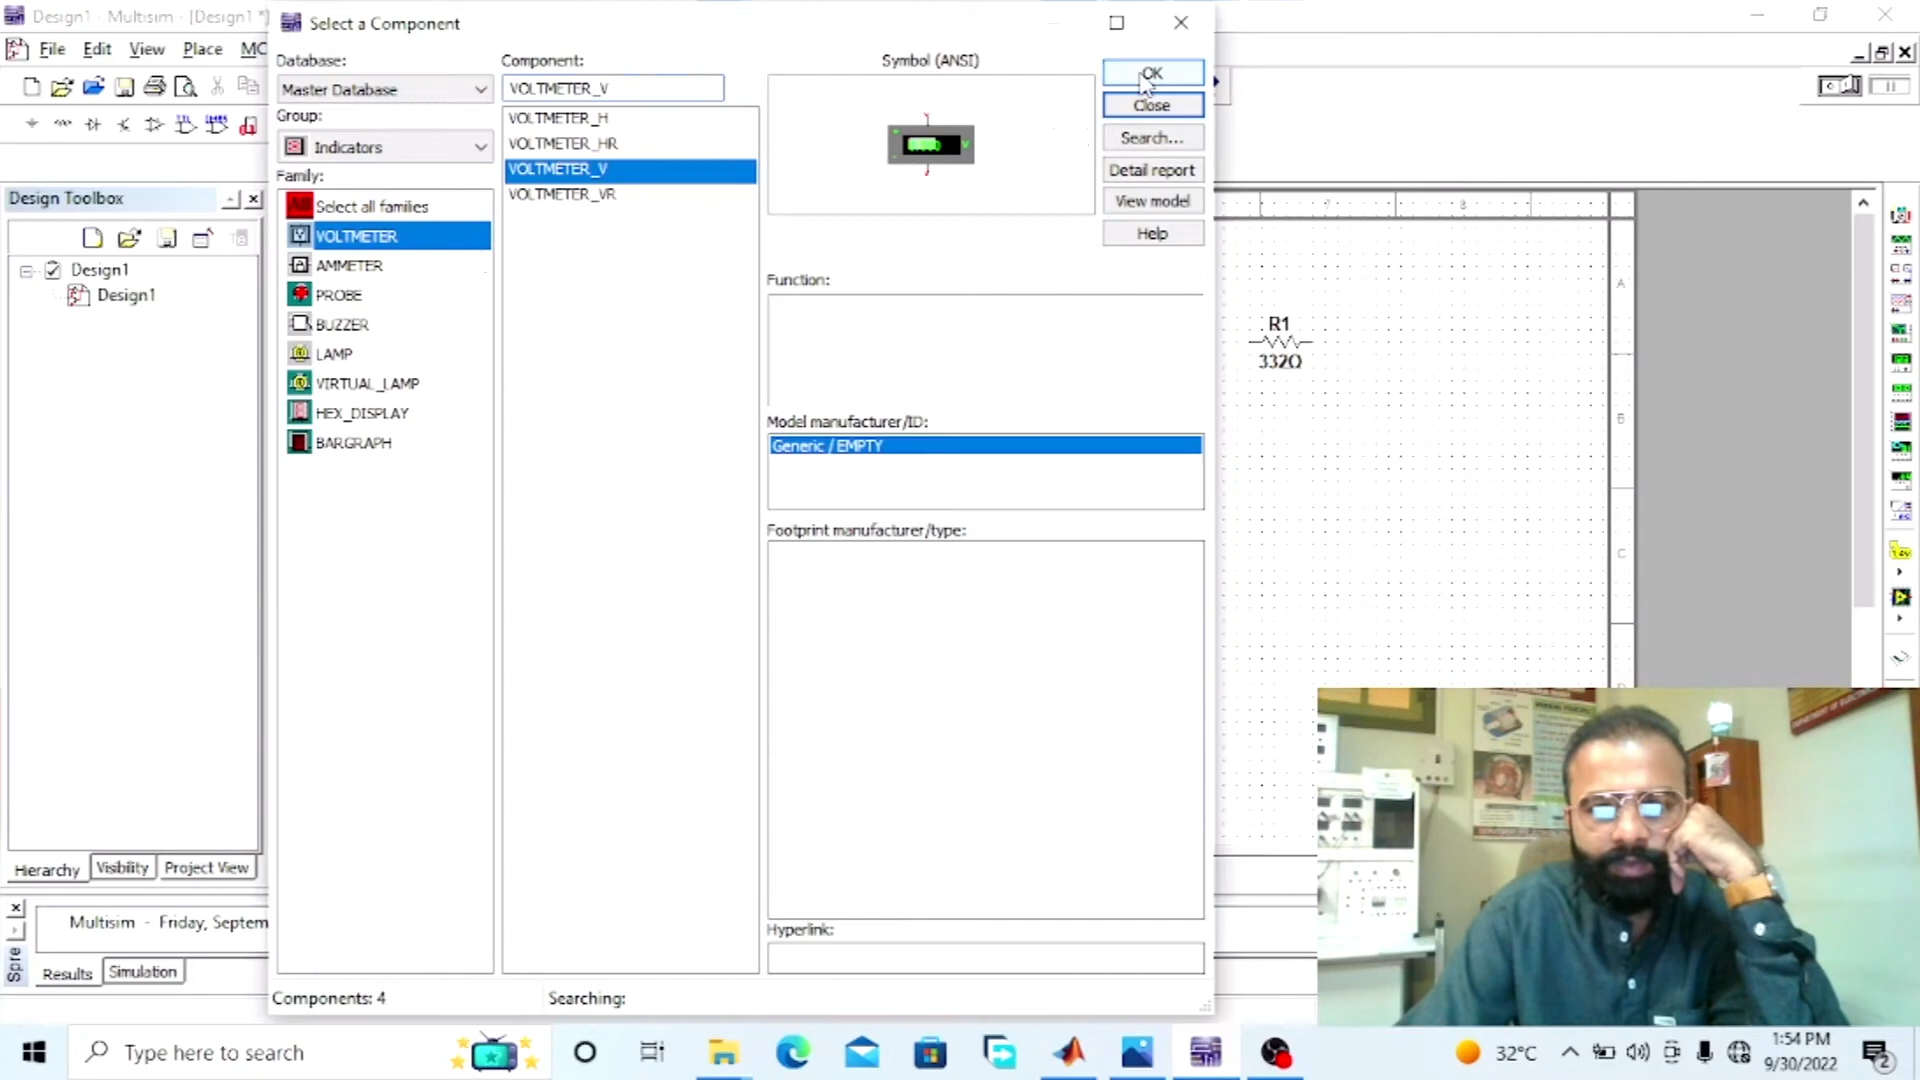 Design1 - Multisim - [Design1 *]
Select a Component
File Edit View Place MC
Database:
Master Database
Group:
Indicators
Family:
Select all families
VOLTMETER
AMMETER
PROBE
BUZZER
LAMP
VIRTUAL_LAMP
HEX_DISPLAY
BARGRAPH
Component:
VOLTMETER_V
VOLTMETER_H
VOLTMETER_HR
VOLTMETER_V
VOLTMETER_VR
Symbol (ANSI)
OK
Close
Search...
Detail report
View model
Help
Function:
Model manufacturer/ID:
Generic / EMPTY
Footprint manufacturer/type:
Hyperlink:
Components: 4
Searching:
Design Toolbox
Design1
Design1
Hierarchy Visibility Project View
Multisim - Friday, Septem
Spre
Results Simulation
7 8
A
B
C
R1
332Ω
Type here to search
32°C
1:54 PM
9/30/2022
2